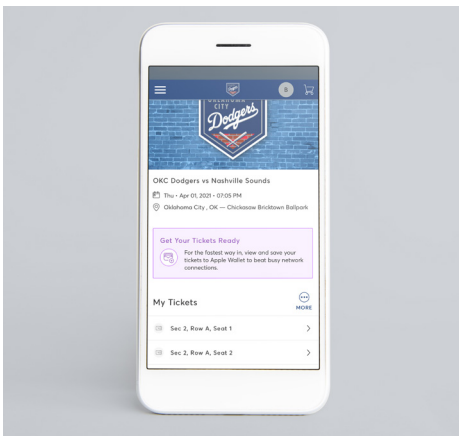 B
OKLAHOMA
CITY
Dodgers
OKC Dodgers vs Nashville Sounds
Thu • Apr 01, 2021 • 07:05 PM
Oklahoma City , OK — Chickasaw Bricktown Ballpark
Get Your Tickets Ready
For the fastest way in, view and save your
tickets to Apple Wallet to beat busy network
connections.
My Tickets
MORE
Sec 2, Row A, Seat 1
Sec 2, Row A, Seat 2